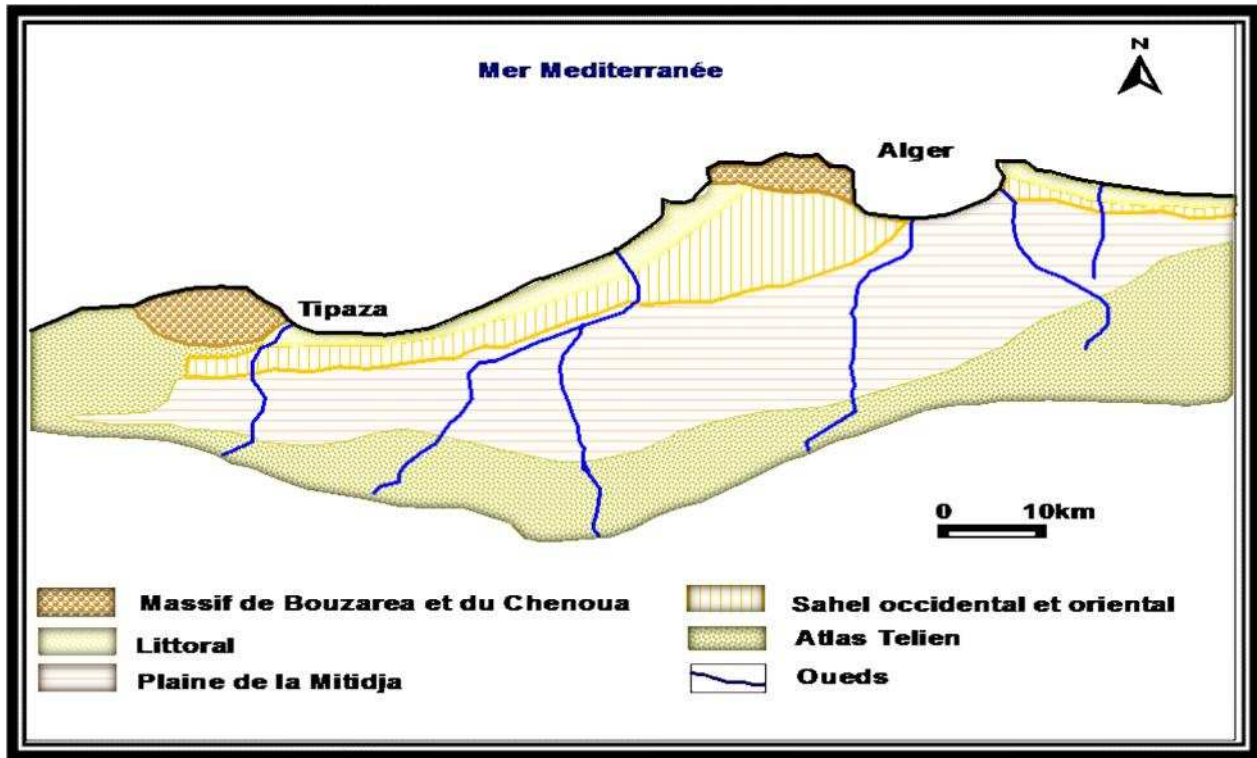 N
Mer Mediterranée
Alger
Tipaza
0 10km
Massif de Bouzarea et du Chenoua
Sahel occidental et oriental
Littoral
Atlas Telien
Plaine de la Mitidja
Oueds